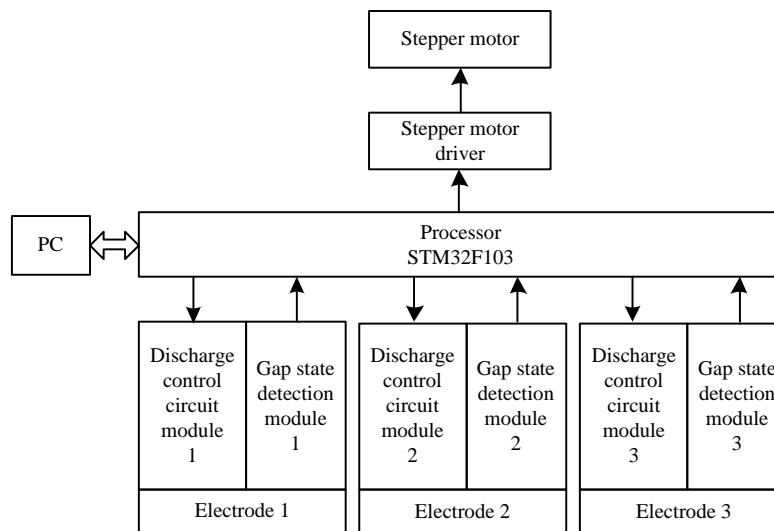 Stepper motor
Stepper motor
driver
PC
Processor
STM32F103
Discharge
control
circuit
module
1
Gap state
detection
module
1
Discharge
control
circuit
module
2
Gap state
detection
module
2
Discharge
control
circuit
module
3
Gap state
detection
module
3
Electrode 1
Electrode 2
Electrode 3